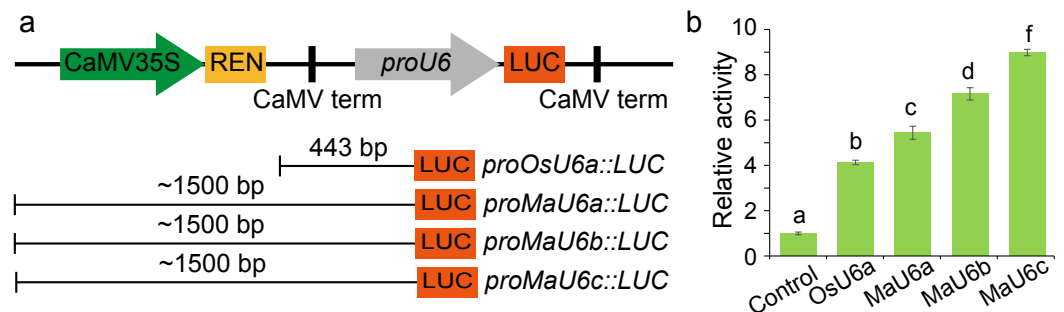 a
CaMV35S REN proU6 LUC
CaMV term CaMV term
443 bp
LUC proOsU6a::LUC
~1500 bp
LUC proMaU6a::LUC
~1500 bp
LUC proMaU6b::LUC
~1500 bp
LUC proMaU6c::LUC
b
Relative activity
10
8
6
4
2
0
a
b
c
d
f
Control
OsU6a
MaU6a
MaU6b
MaU6c